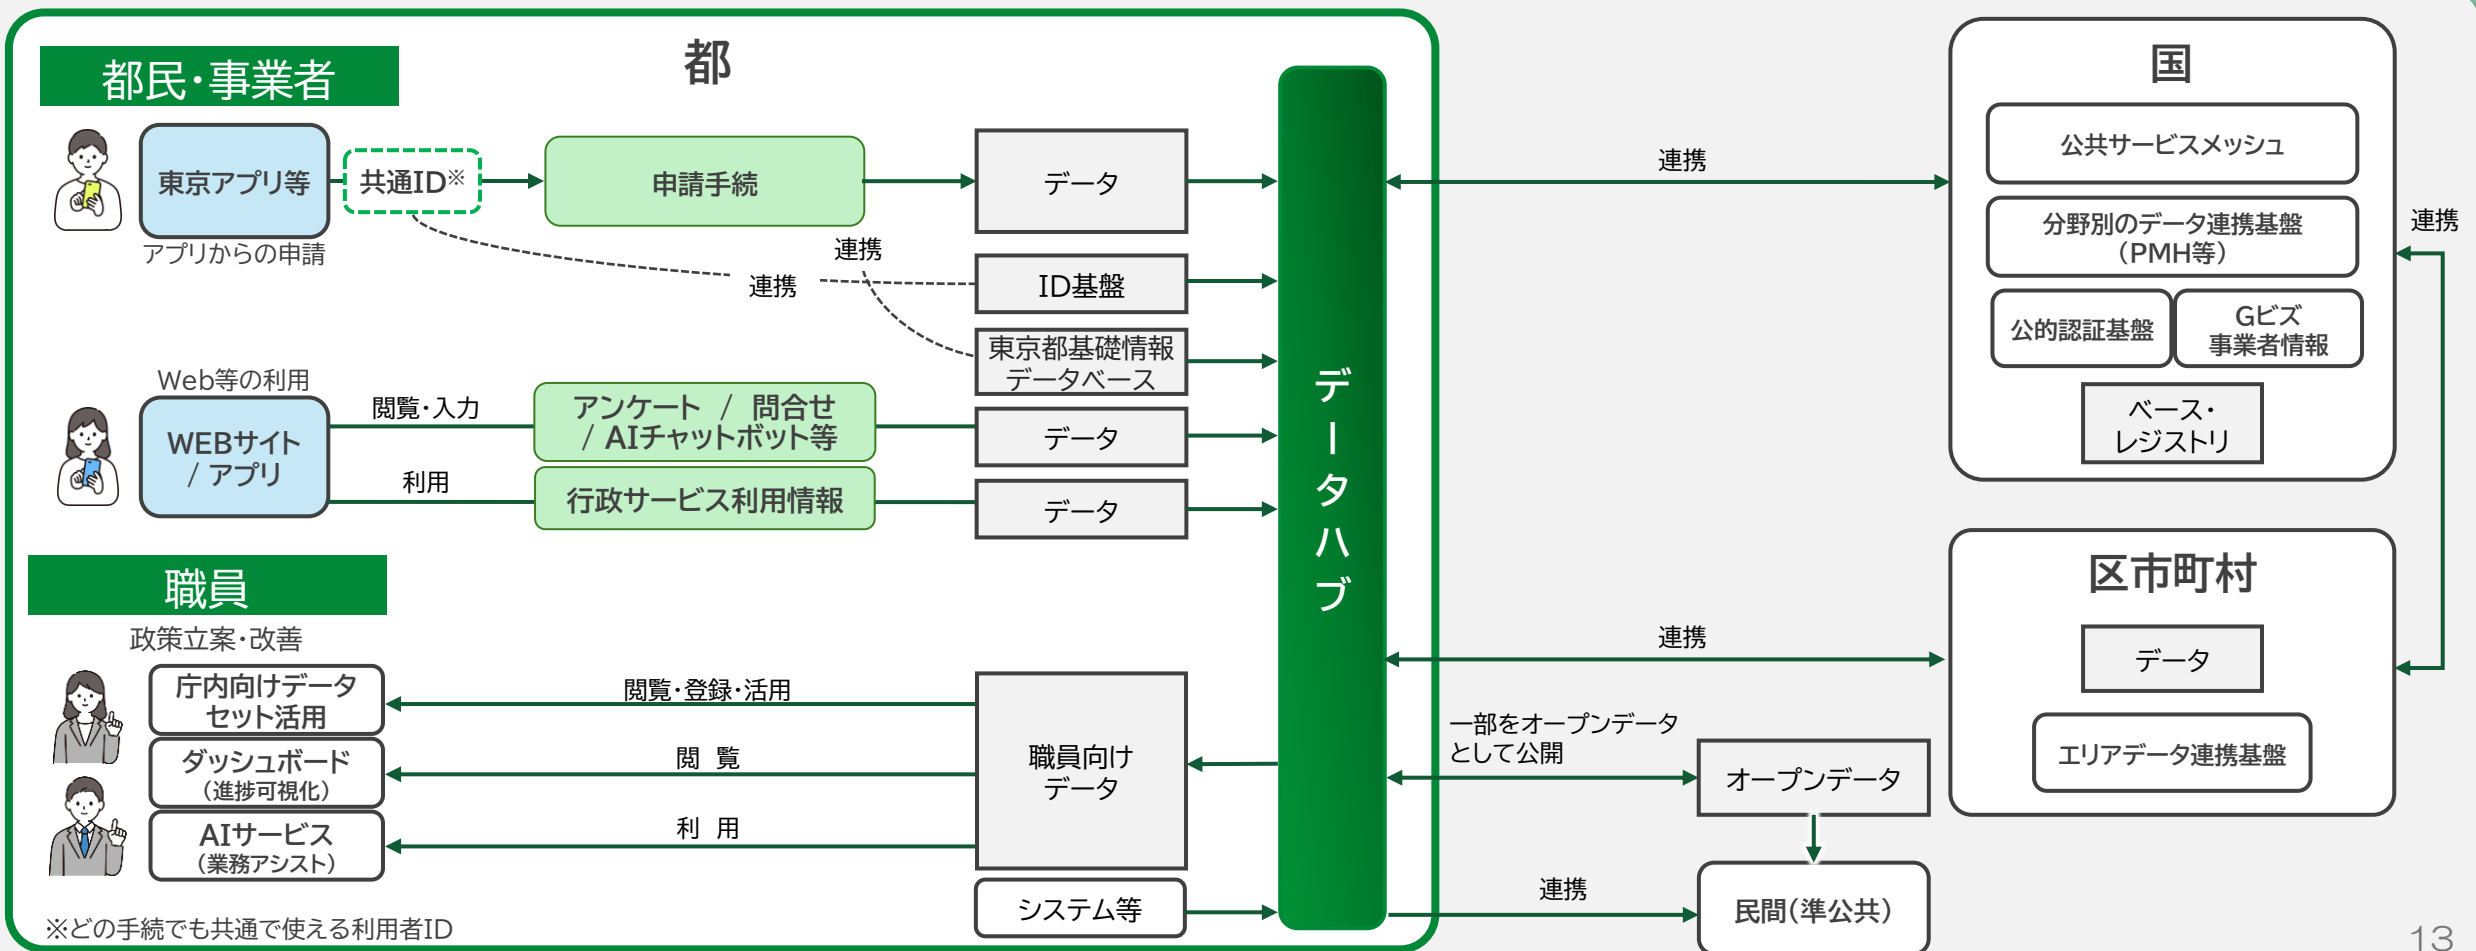 都
都民・事業者
東京アプリ等
アプリからの申請
共通ID※
申請手続
データ
連携
連携
ID基盤
東京都基礎情報
データベース
Web等の利用
WEBサイト
/ アプリ
閲覧・入力
アンケート / 問合せ
/ AIチャットボット等
データ
利用
行政サービス利用情報
データ
データハブ
職員
政策立案・改善
庁内向けデータ
セット活用
閲覧・登録・活用
ダッシュボード
(進捗可視化)
閲 覧
AIサービス
(業務アシスト)
利 用
職員向け
データ
システム等
※どの手続でも共通で使える利用者ID
連携
国
公共サービスメッシュ
分野別のデータ連携基盤
(PMH等)
公的認証基盤
Gビズ
事業者情報
ベース・
レジストリ
連携
連携
区市町村
データ
エリアデータ連携基盤
一部をオープンデータ
として公開
オープンデータ
連携
民間(準公共)
13